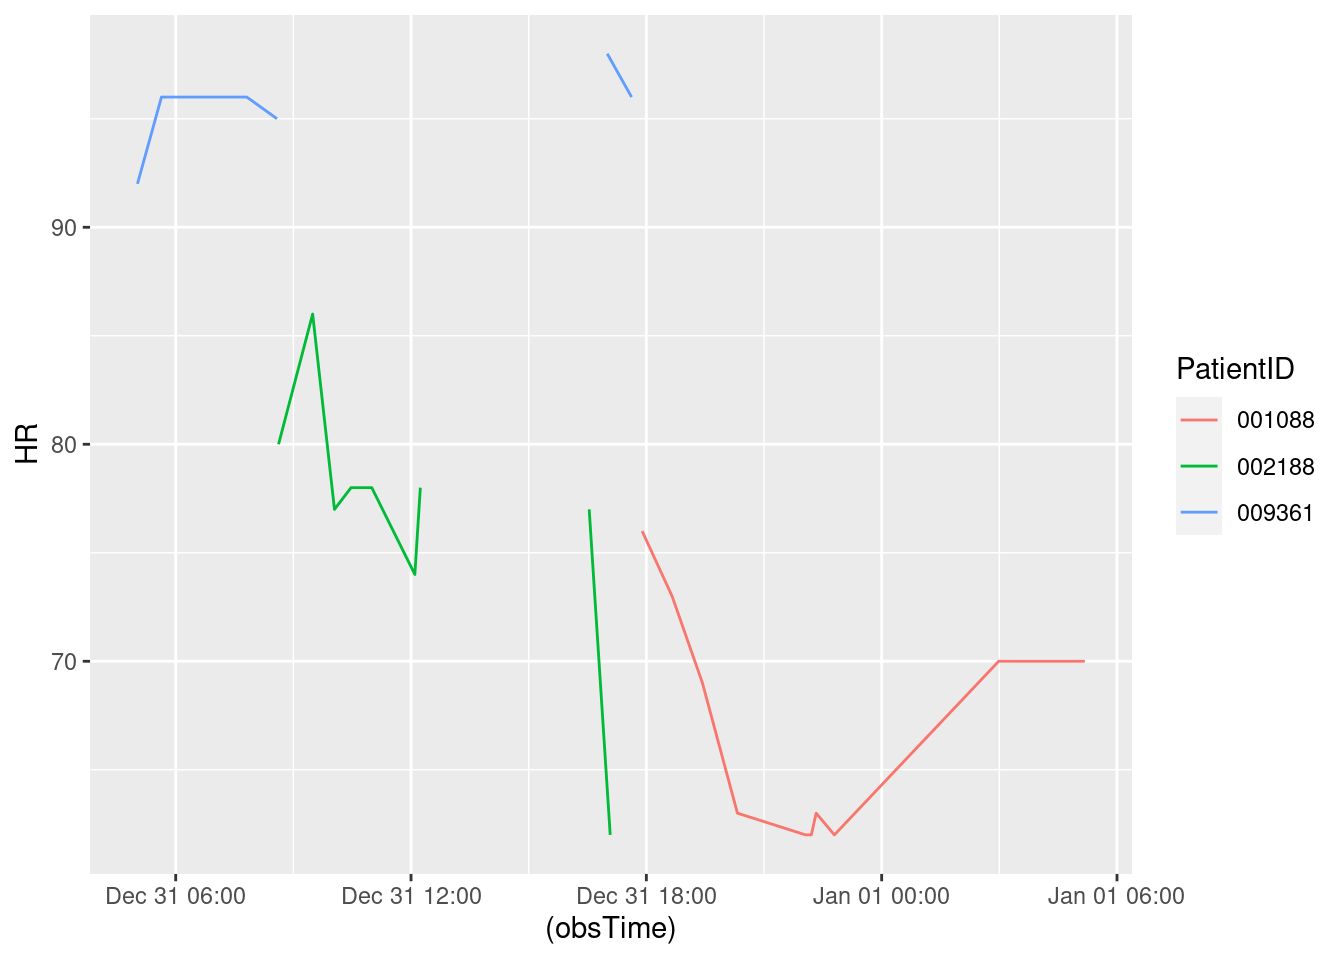 90
80
70
HR
Dec 31 06:00
Dec 31 12:00
Dec 31 18:00
Jan 01 00:00
Jan 01 06:00
(obsTime)
PatientID
001088
002188
009361